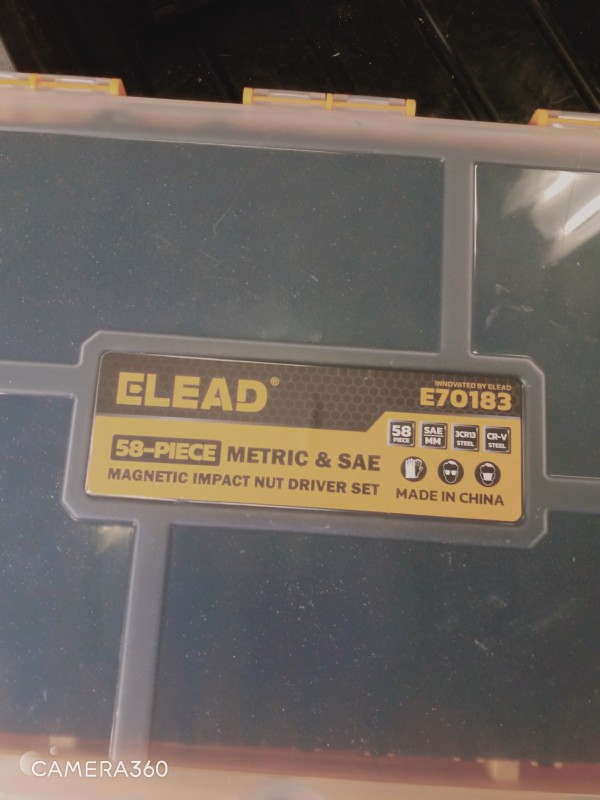 ELEAD®
INNOVATED BY ELEAD
E70183
58-PIECE METRIC & SAE
MAGNETIC IMPACT NUT DRIVER SET
58 PIECE
SAE MM
3CR13 STEEL
CR-V STEEL
MADE IN CHINA
CAMERA360